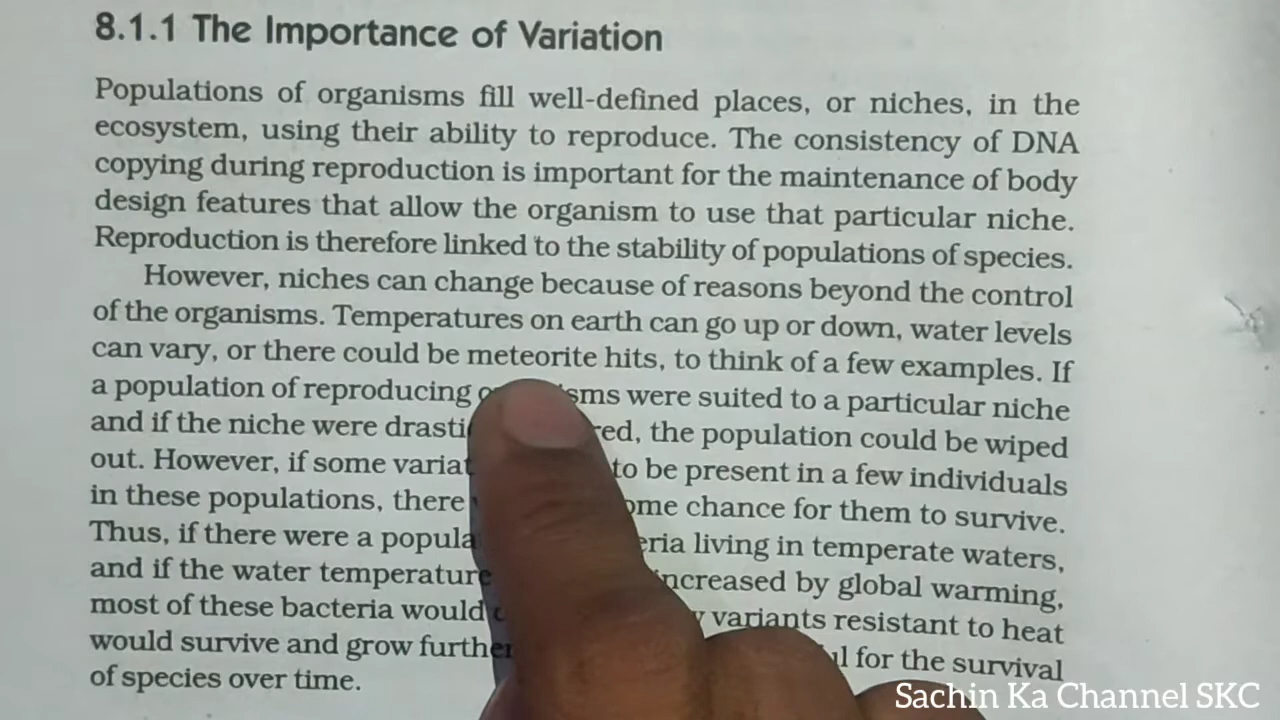 8.1.1 The Importance of Variation
Populations of organisms fill well-defined places, or niches, in the
ecosystem, using their ability to reproduce. The consistency of DNA
copying during reproduction is important for the maintenance of body
design features that allow the organism to use that particular niche.
Reproduction is therefore linked to the stability of populations of species.
However, niches can change because of reasons beyond the control
of the organisms. Temperatures on earth can go up or down, water levels
can vary, or there could be meteorite hits, to think of a few examples. If
a population of reproducing were suited to a particular niche
and if the niche were the population could be wiped
out. However, if some to be present in a few individuals
in these populations, there chance for them to survive.
Thus, if there were a living in temperate waters,
and if the water temperature increased by global warming,
most of these bacteria would variants resistant to heat
would survive and grow further for the survival
of species over time.
Sachin Ka Channel SKC